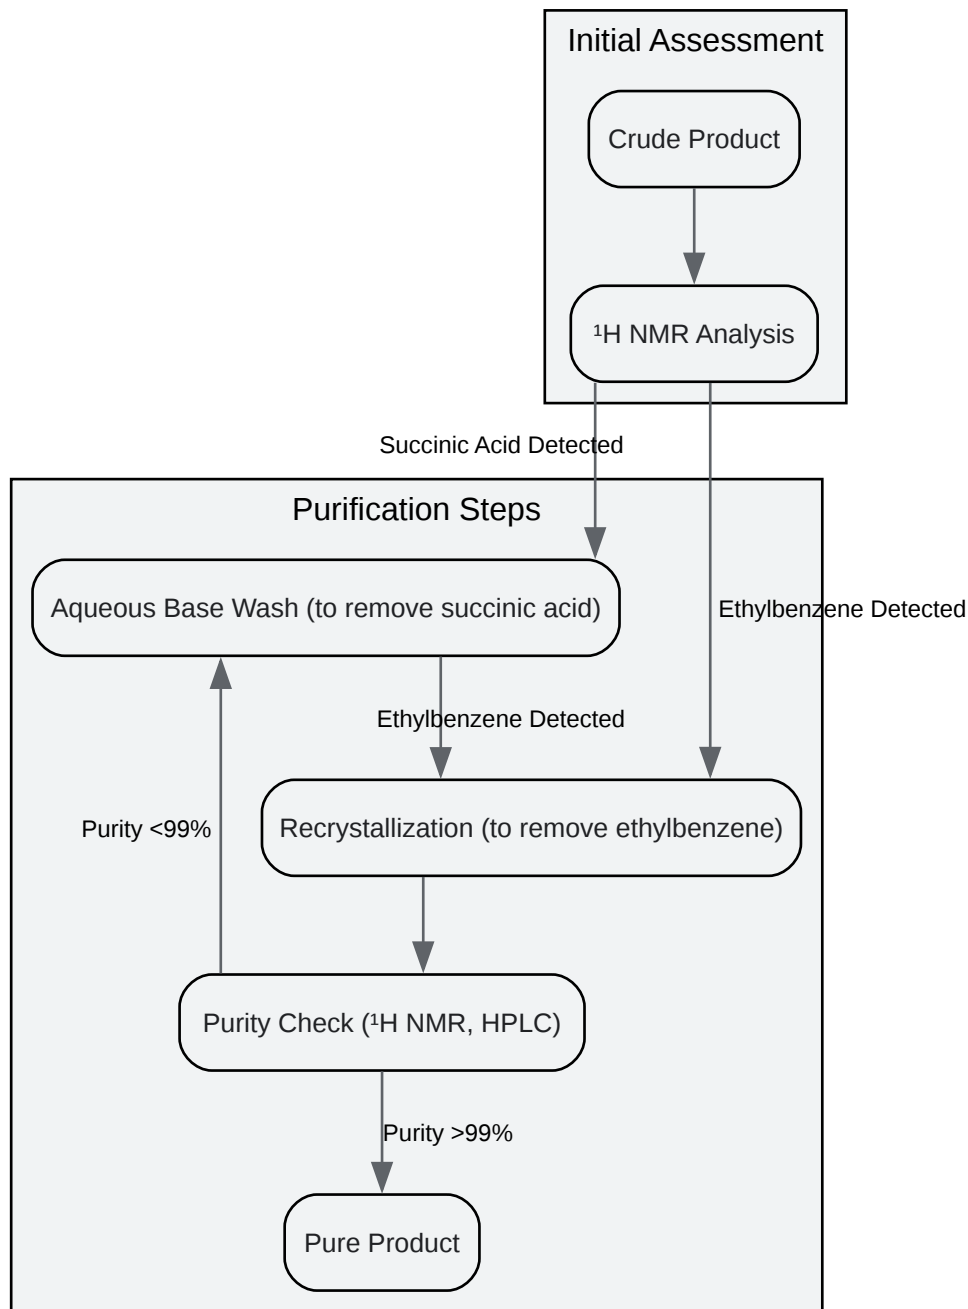 Initial Assessment
Crude Product
¹H NMR Analysis
Succinic Acid Detected
Purification Steps
Aqueous Base Wash (to remove succinic acid)
Ethylbenzene Detected
Ethylbenzene Detected
Purity <99%
Recrystallization (to remove ethylbenzene)
Purity Check (¹H NMR, HPLC)
Purity >99%
Pure Product